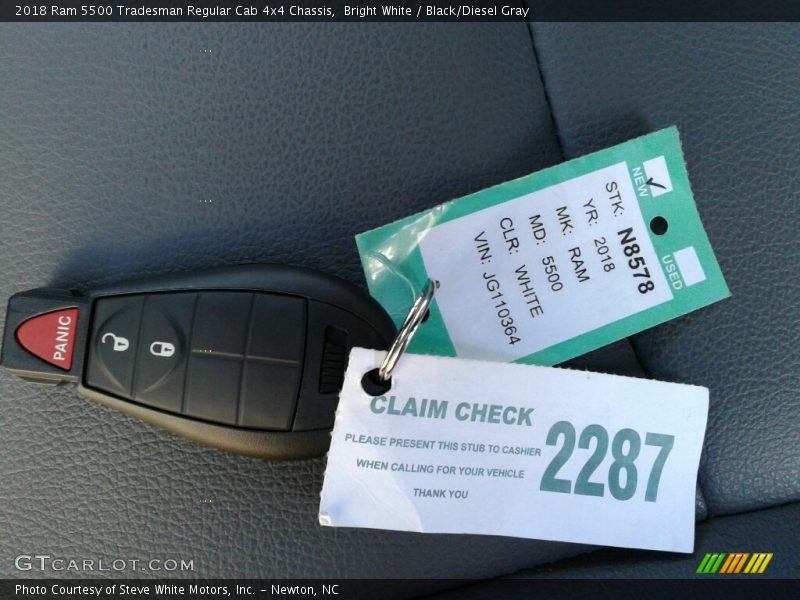 2018 Ram 5500 Tradesman Regular Cab 4x4 Chassis, Bright White / Black/Diesel Gray
NEW ✓
USED
STK: N8578
YR: 2018
MK: RAM
MD: 5500
CLR: WHITE
VIN: JG110364
PANIC
CLAIM CHECK
PLEASE PRESENT THIS STUB TO CASHIER
WHEN CALLING FOR YOUR VEHICLE
THANK YOU
2287
GTCARLOT.COM
Photo Courtesy of Steve White Motors, Inc. – Newton, NC